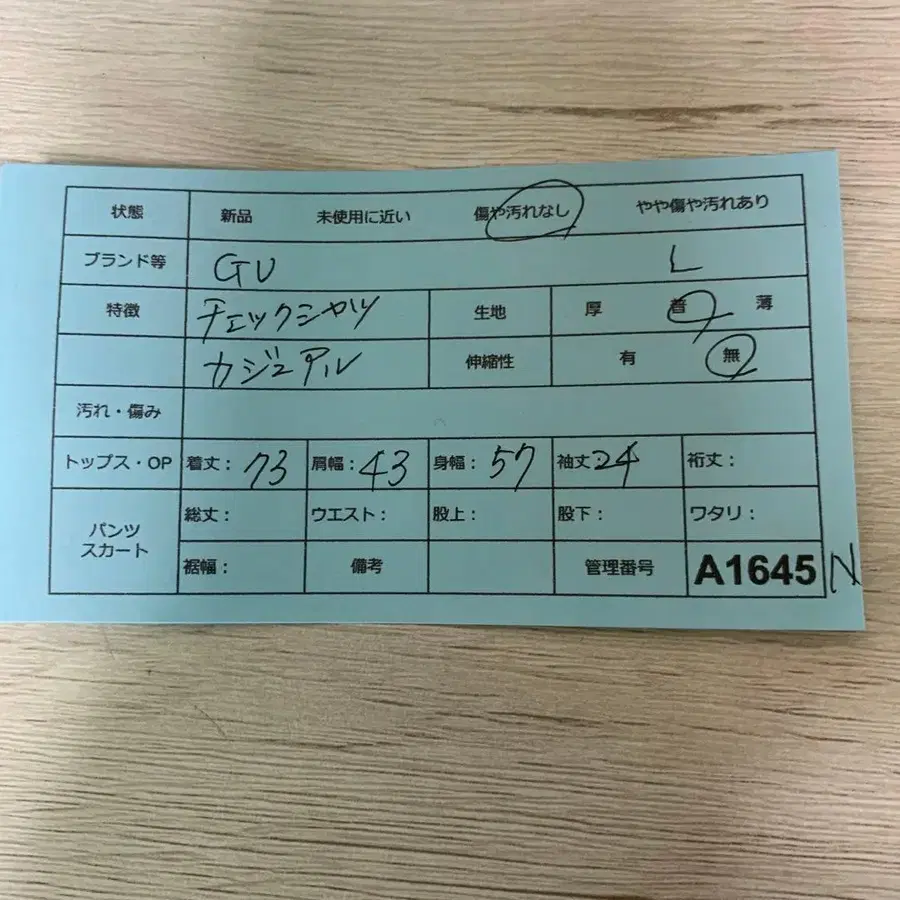 状態 新品 未使用に近い 傷や汚れなし やや傷や汚れあり
ブランド等 GU L
特徴 チェックシャツ 生地 厚 普 薄
カジュアル 伸縮性 有 無
汚れ・傷み
トップス・OP 着丈: 73 肩幅: 43 身幅: 57 袖丈 24 裄丈:
パンツ スカート 総丈: ウエスト: 股上: 股下: ワタリ:
裾幅: 備考 管理番号 A1645 N